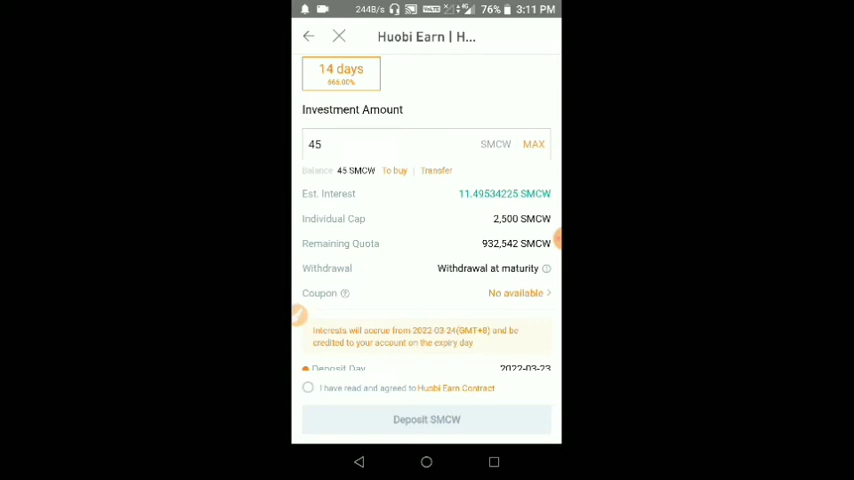 244B/s VoLTE 4G 76% 3:11 PM
Huobi Earn | H...
14 days
666.00%
Investment Amount
45 SMCW MAX
Balance 45 SMCW To buy | Transfer
Est. Interest 11.49534225 SMCW
Individual Cap 2,500 SMCW
Remaining Quota 932,542 SMCW
Withdrawal Withdrawal at maturity
Coupon No available >
Interests will accrue from 2022-03-24(GMT+8) and be
credited to your account on the expiry day
Deposit Day 2022-03-23
I have read and agreed to Huobi Earn Contract
Deposit SMCW